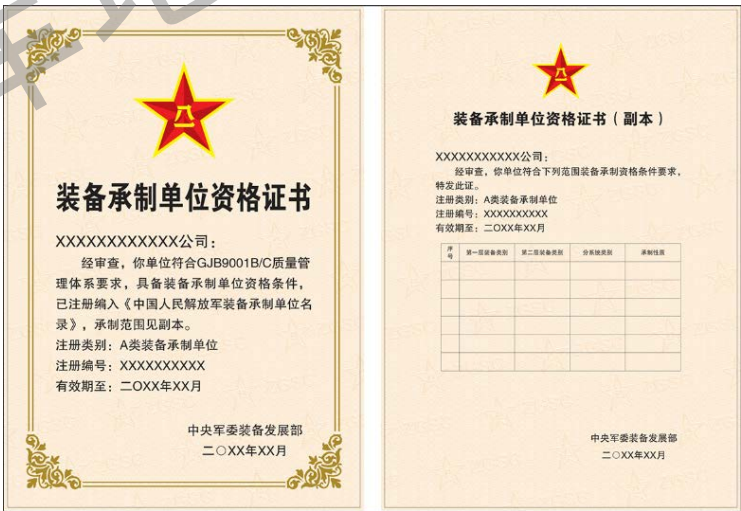 八一
装备承制单位资格证书
XXXXXXXXXXXX公司：
经审查，你单位符合GJB9001B/C质量管
理体系要求，具备装备承制单位资格条件，
已注册编入《中国人民解放军装备承制单位名
录》，承制范围见副本。
注册类别：A类装备承制单位
注册编号：XXXXXXXXXX
有效期至：二OXX年XX月
中央军委装备发展部
二○XX年XX月
八一
装备承制单位资格证书（副本）
XXXXXXXXXXX公司：
经审查，你单位符合下列范围装备承制资格条件要求，
特发此证。
注册类别：A类装备承制单位
注册编号：XXXXXXXXXX
有效期至：二OXX年XX月
序号 第一层装备类别 第二层装备类别 分系统类别 承制性质
中央军委装备发展部
二○XX年XX月